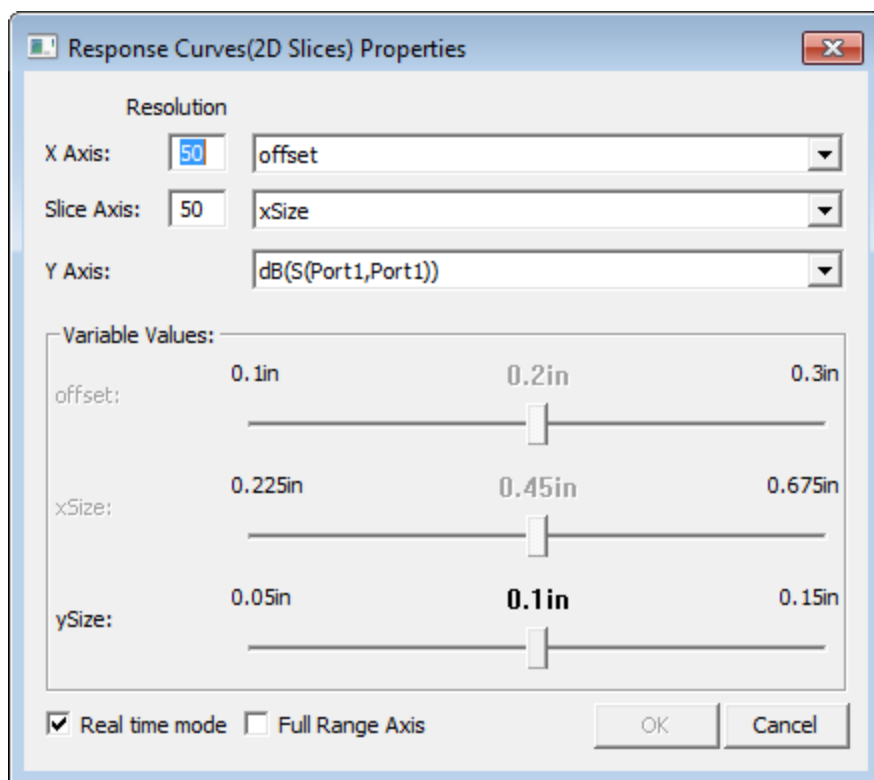 Response Curves(2D Slices) Properties
Resolution
X Axis: 50 offset
Slice Axis: 50 xSize
Y Axis: dB(S(Port1,Port1))
Variable Values:
offset: 0.1in 0.2in 0.3in
xSize: 0.225in 0.45in 0.675in
ySize: 0.05in 0.1in 0.15in
Real time mode Full Range Axis OK Cancel